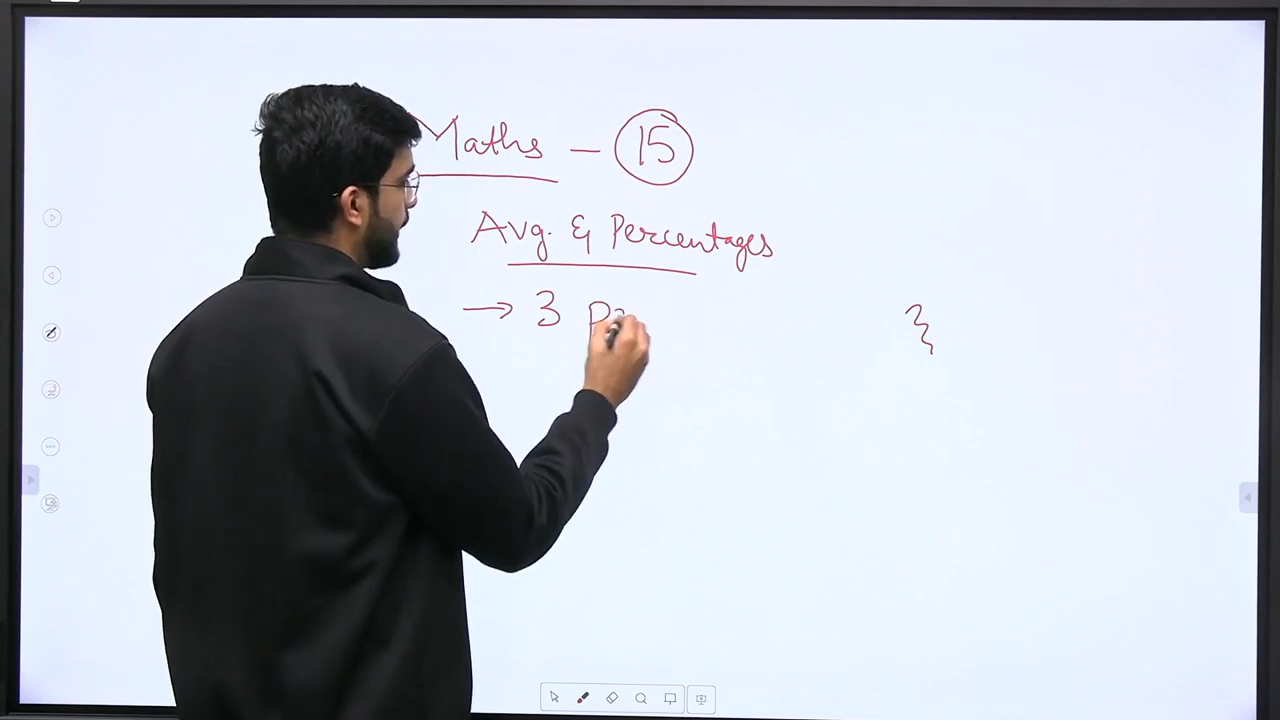 Maths - 15
Avg. & Percentages
→ 3